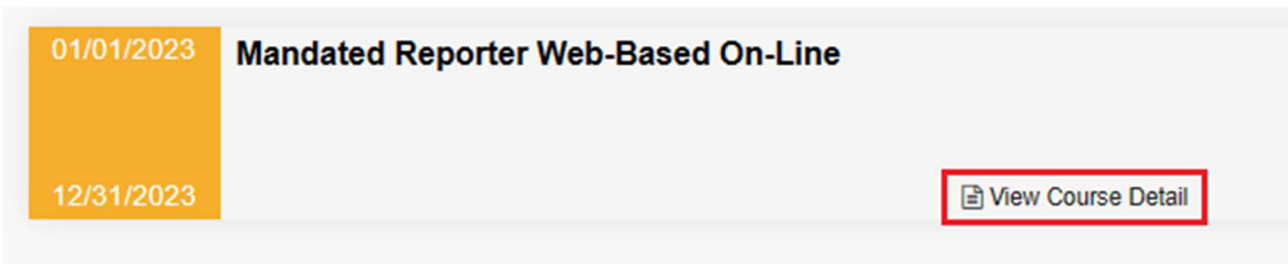 01/01/2023
Mandated Reporter Web-Based On-Line
12/31/2023
View Course Detail